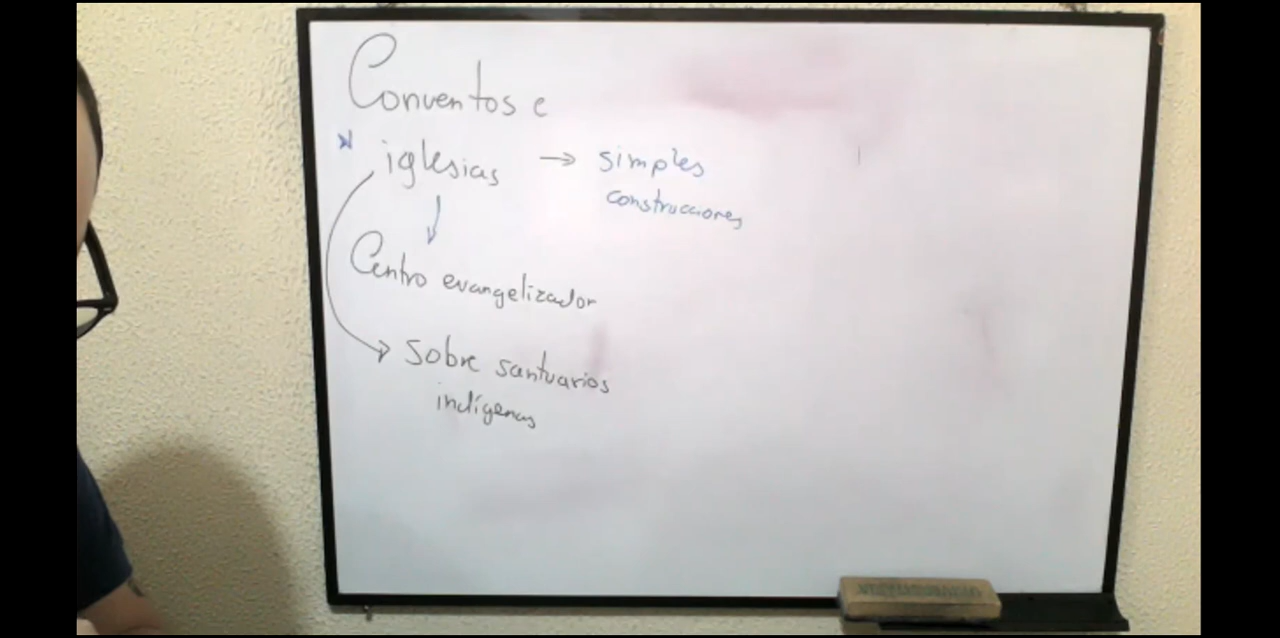 Conventos e
iglesias → simples
construcciones
Centro evangelizador
Sobre santuarios
indígenas